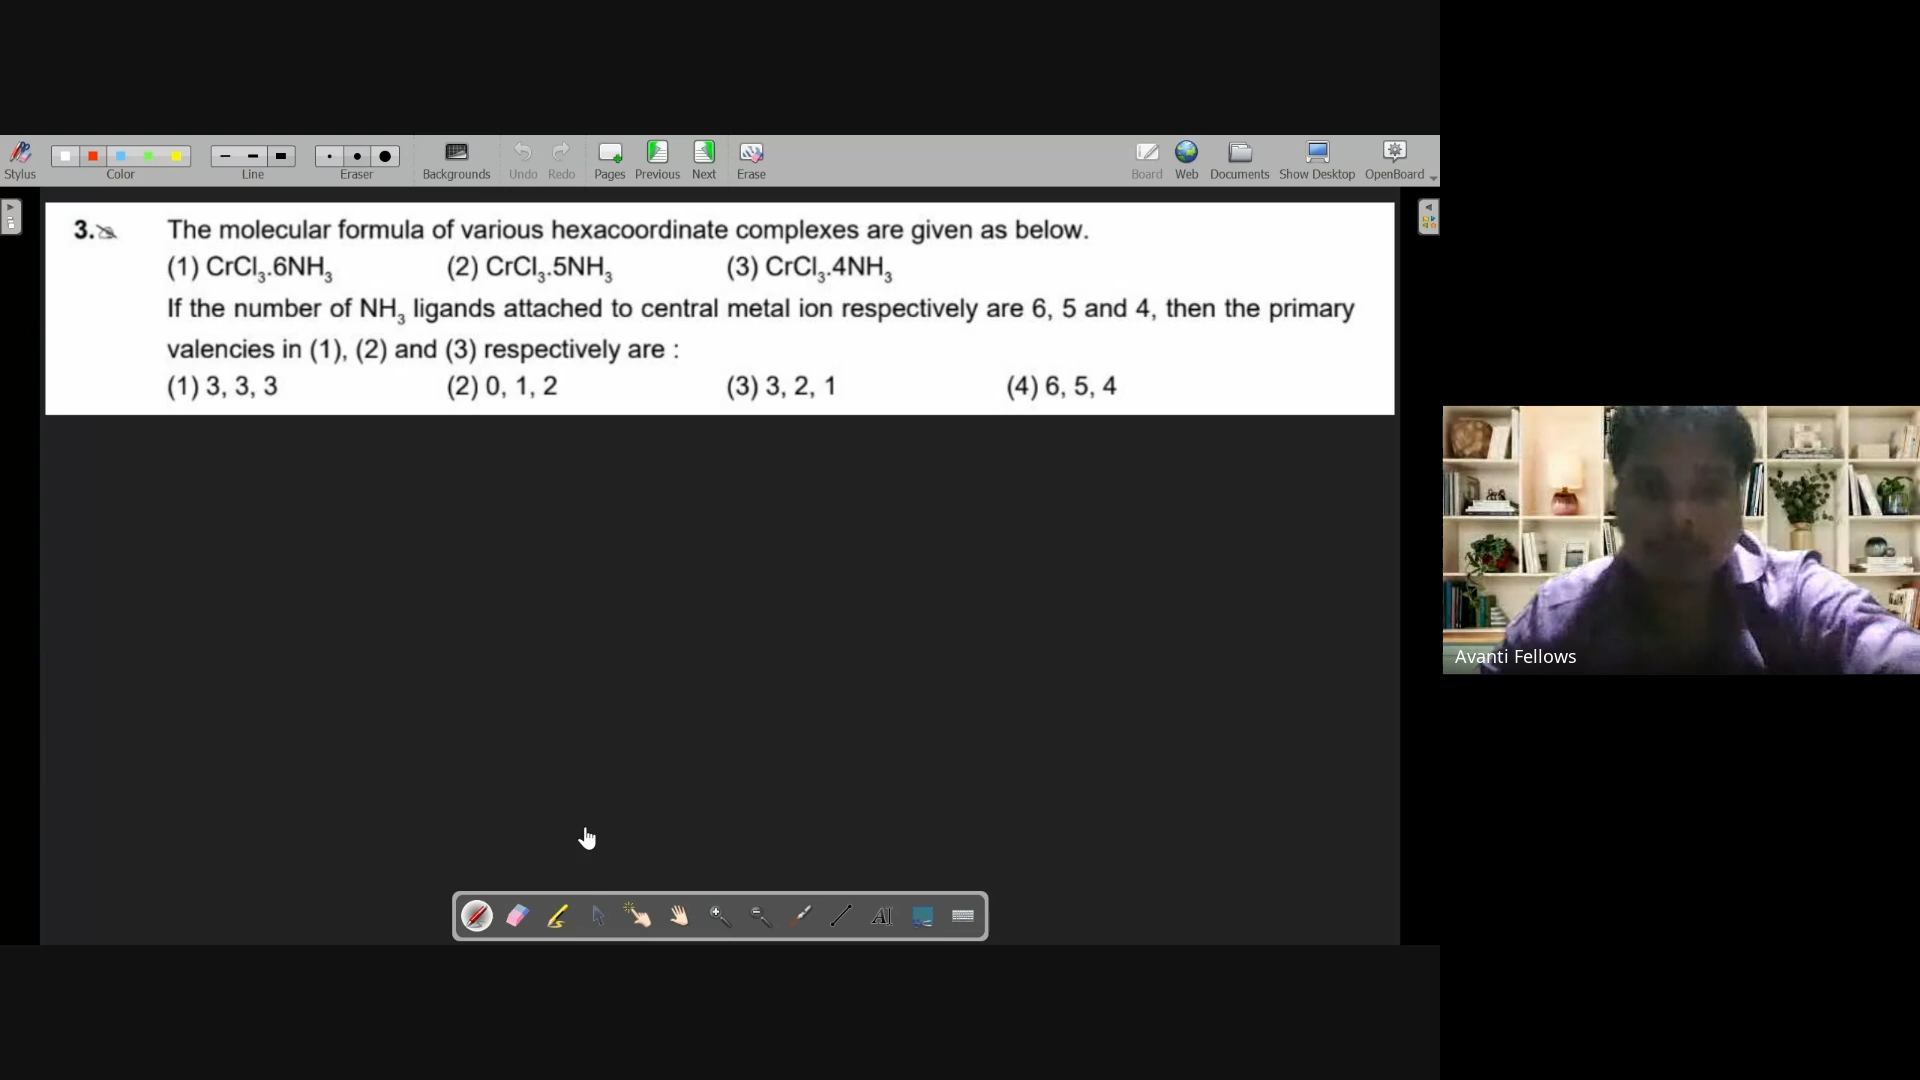 Stylus Color Line Eraser Backgrounds Undo Redo Pages Previous Next Erase Board Web Documents Show Desktop OpenBoard
3. The molecular formula of various hexacoordinate complexes are given as below.
(1) CrCl₃.6NH₃ (2) CrCl₃.5NH₃ (3) CrCl₃.4NH₃
If the number of NH₃ ligands attached to central metal ion respectively are 6, 5 and 4, then the primary
valencies in (1), (2) and (3) respectively are :
(1) 3, 3, 3 (2) 0, 1, 2 (3) 3, 2, 1 (4) 6, 5, 4
Avanti Fellows